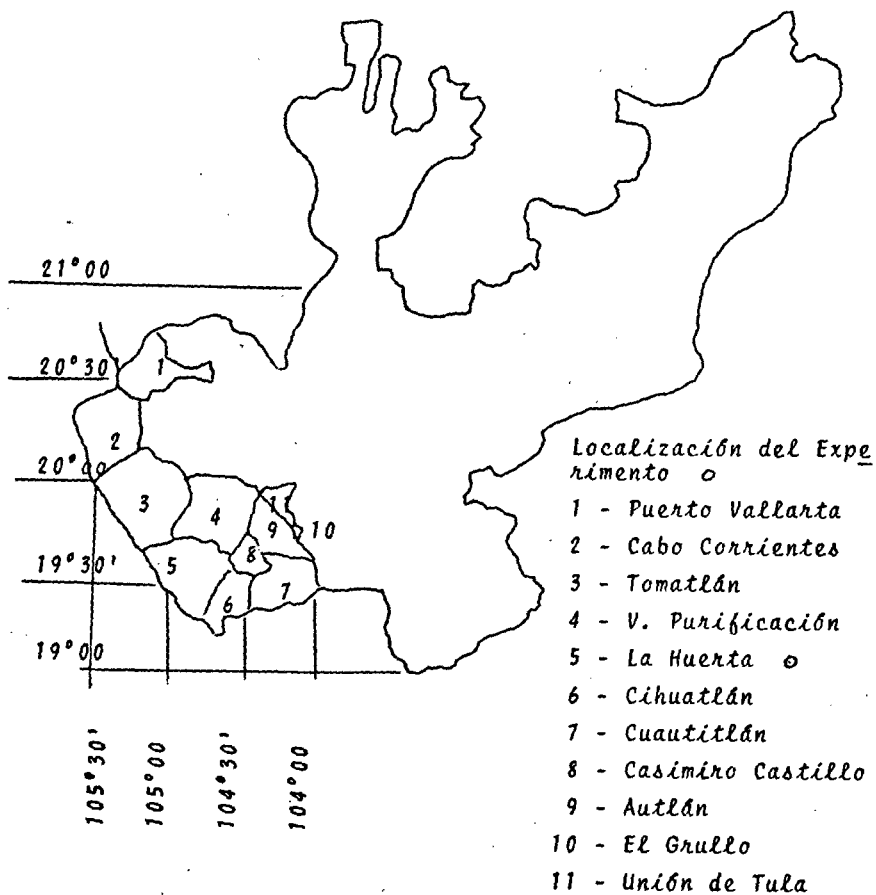 21°00
20°30
1
2
20°00
3
4
11
9
10
8
5
19°30'
7
6
19°00
105°30'
105°00
104°30'
104°00
Localización del Expe
rimento o
1 - Puerto Vallarta
2 - Cabo Corrientes
3 - Tomatlán
4 - V. Purificación
5 - La Huerta o
6 - Cihuatlán
7 - Cuautitlán
8 - Casimiro Castillo
9 - Autlán
10 - El Grullo
11 - Unión de Tula